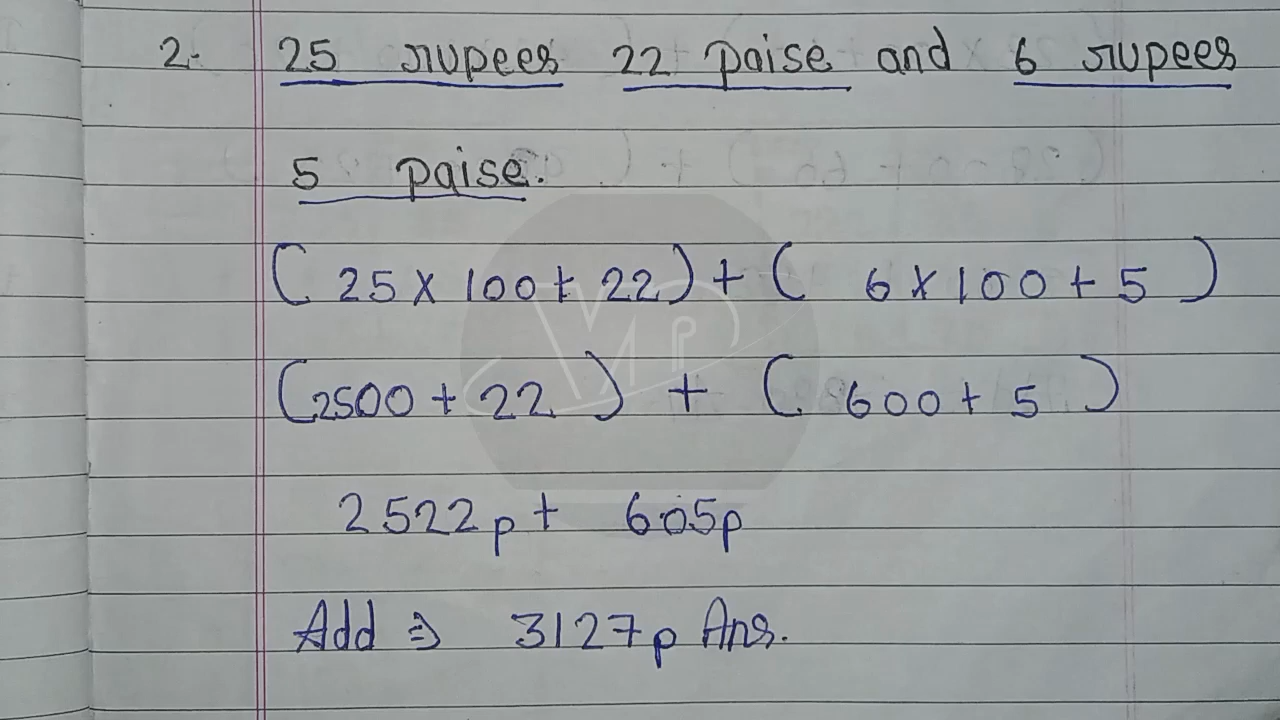 2. 25 rupees 22 paise and 6 rupees
5 paise.
( 25 x 100 + 22 ) + ( 6 x 100 + 5 )
( 2500 + 22 ) + ( 600 + 5 )
2522p + 605p
Add ⇒ 3127p Ans.